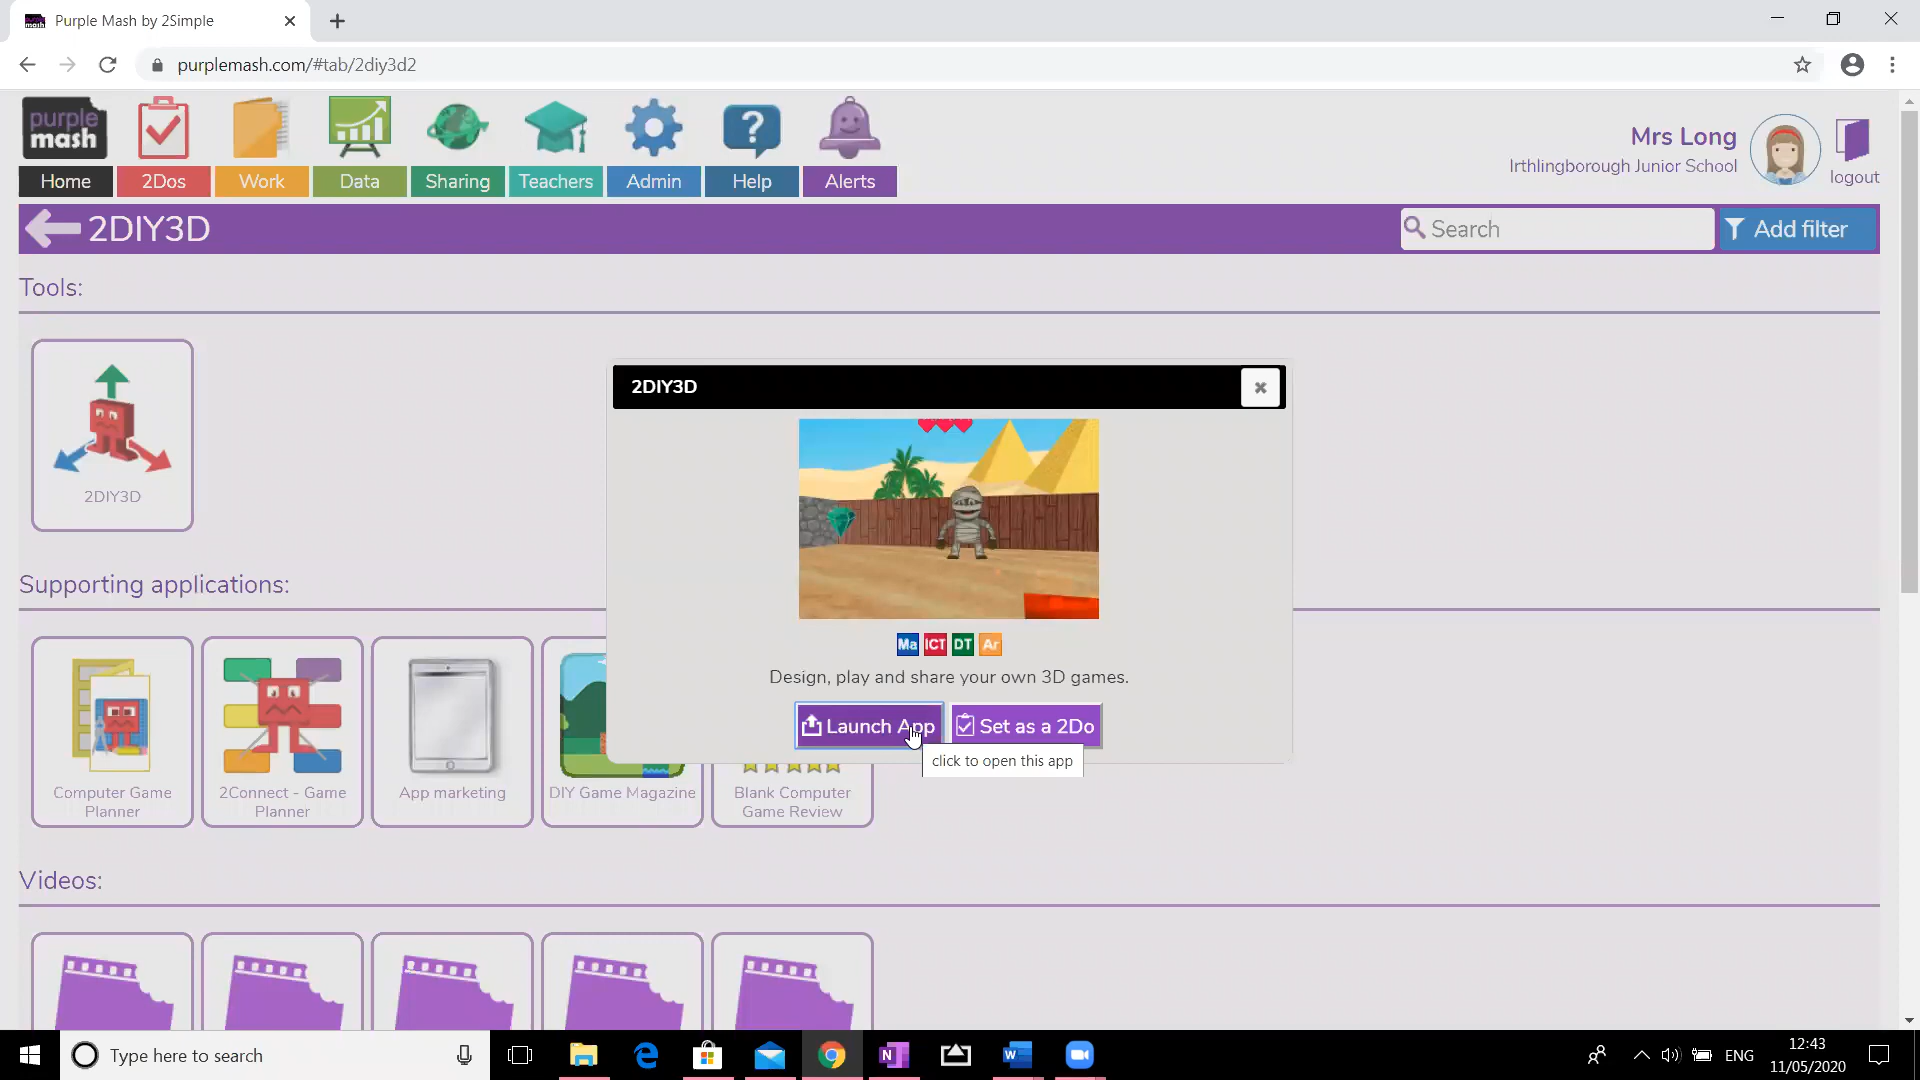 Purple Mash by 2Simple
purplemash.com/#tab/2diy3d2
purple
mash
Home
2Dos
Work
Data
Sharing
Teachers
Admin
Help
Alerts
Mrs Long
Irthlingborough Junior School
logout
2DIY3D
Search
Add filter
Tools:
2DIY3D
2DIY3D
Ma ICT DT Ar
Design, play and share your own 3D games.
Launch App
Set as a 2Do
click to open this app
Supporting applications:
Computer Game
Planner
2Connect - Game
Planner
App marketing
DIY Game Magazine
Blank Computer
Game Review
Videos:
Type here to search
ENG
12:43
11/05/2020